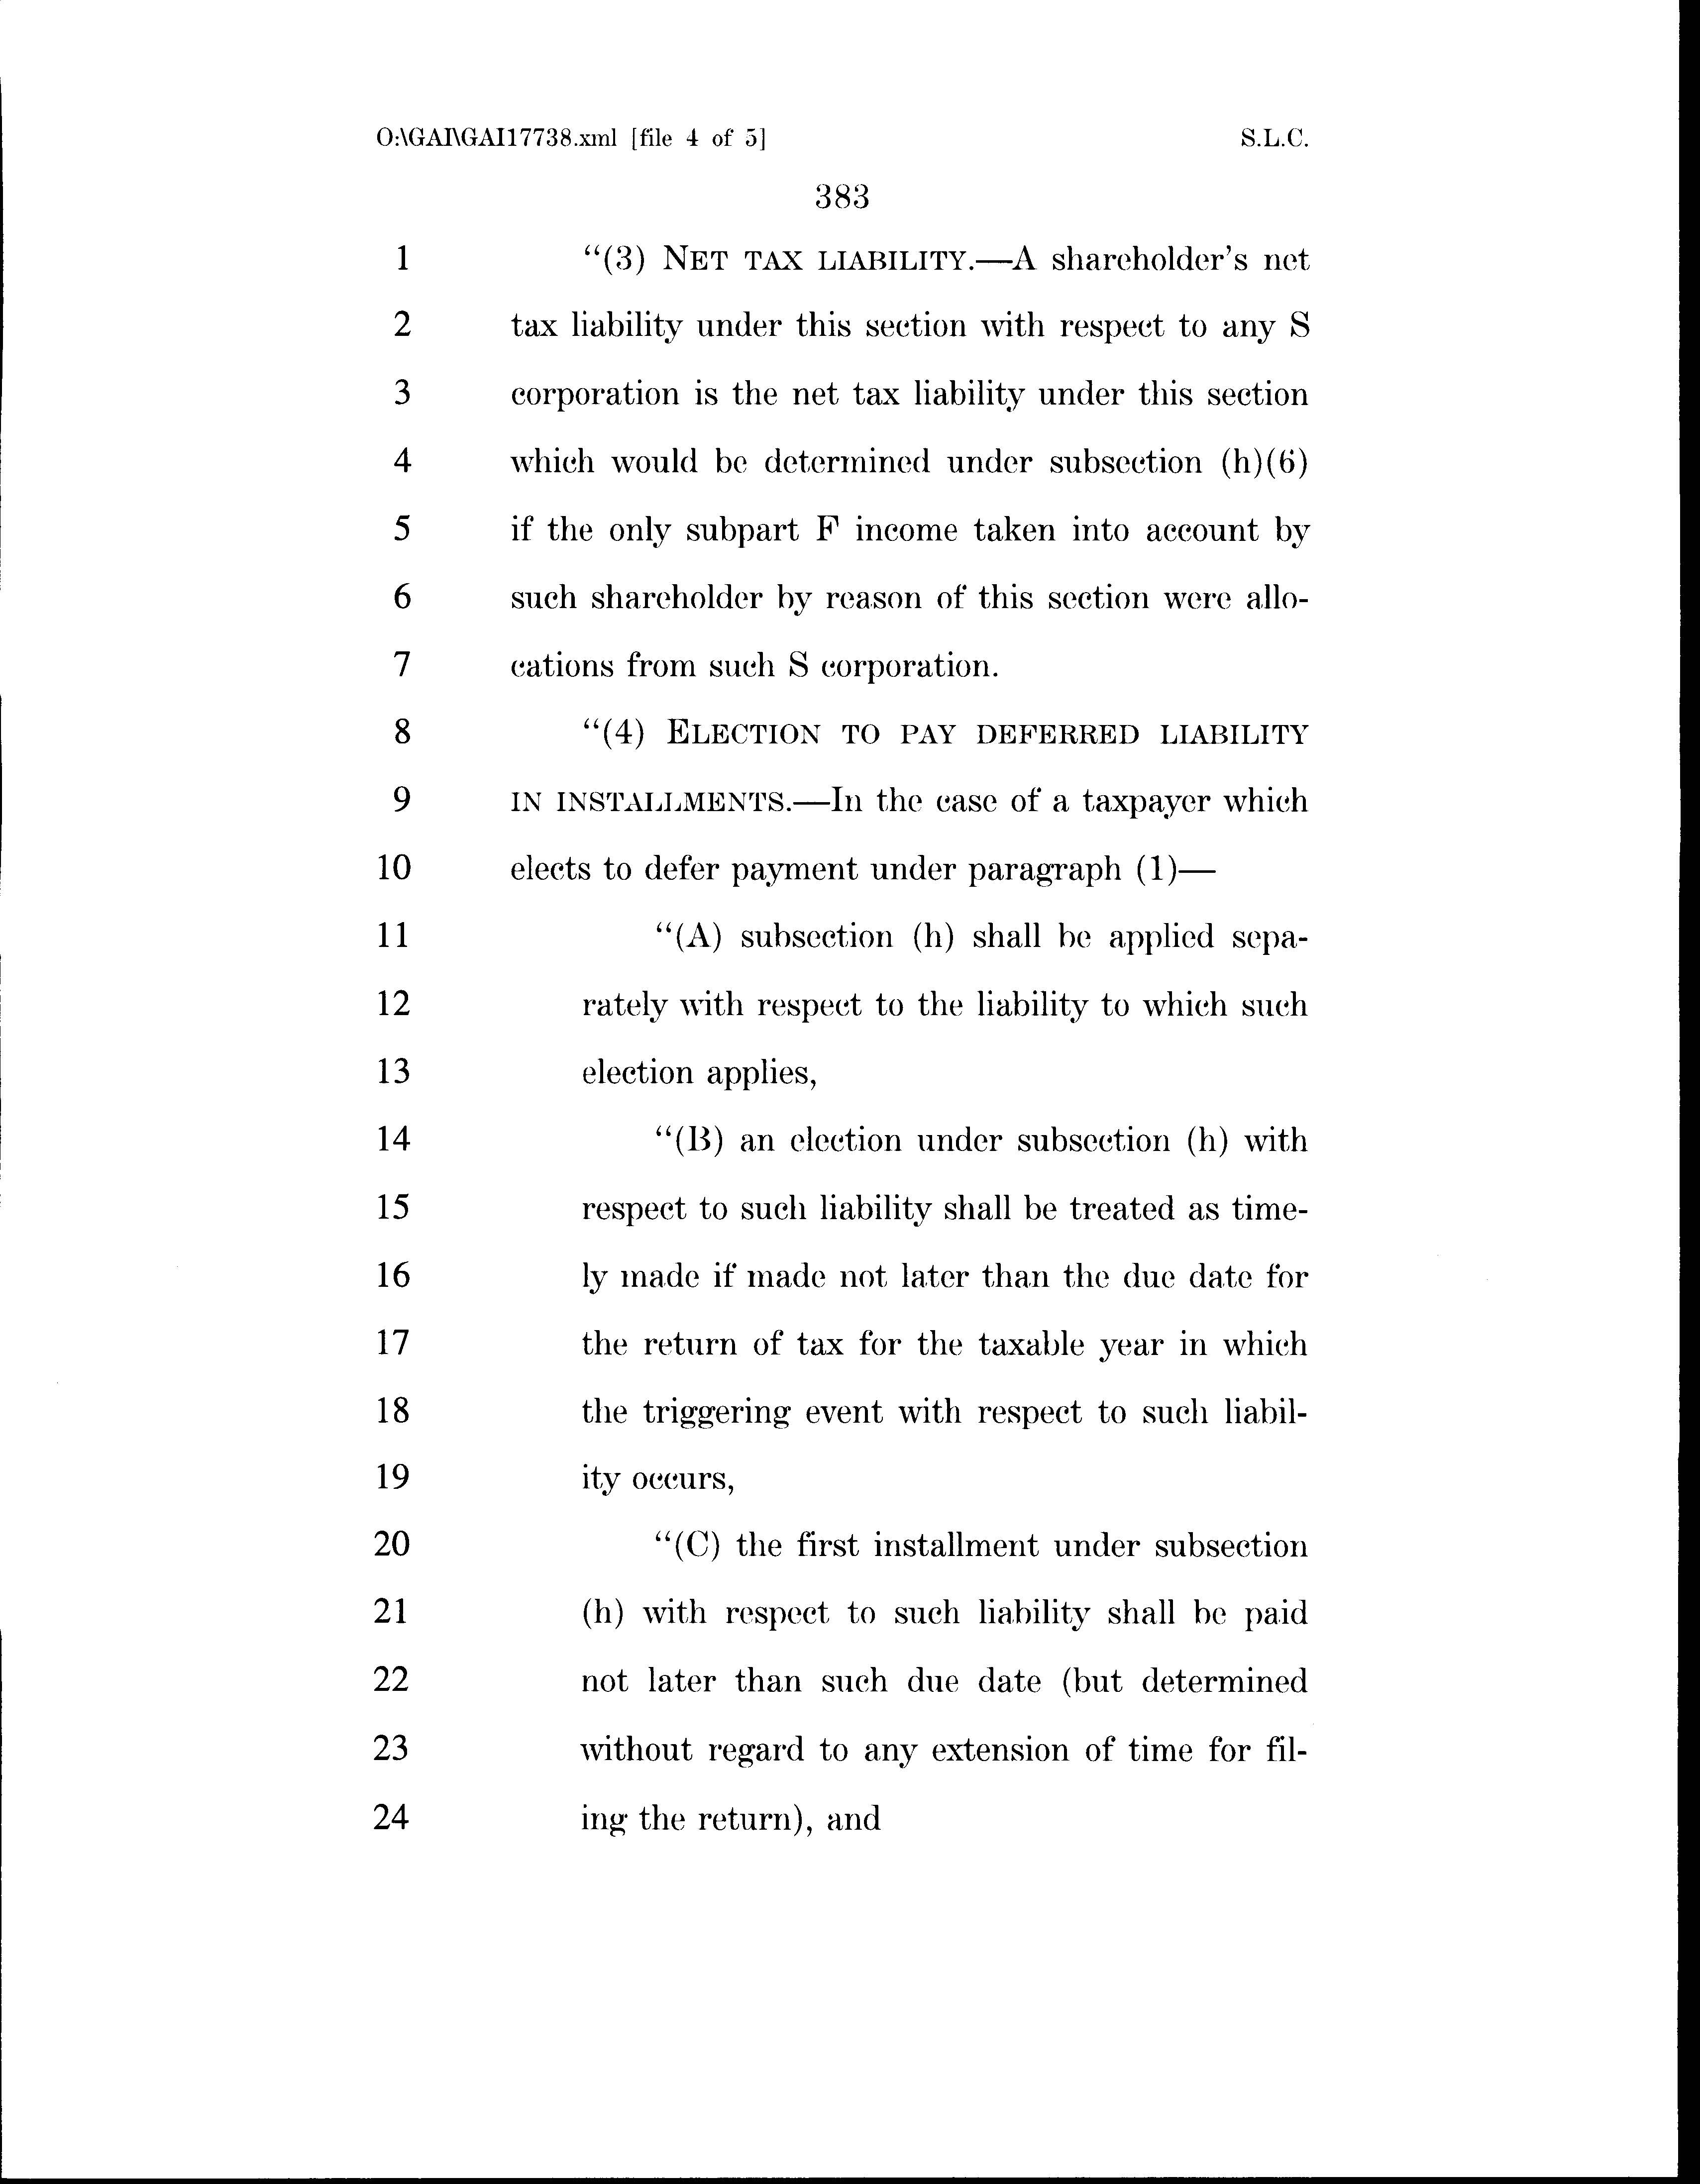 O:\GAI\GAI17738.xml [file 4 of 5] S.L.C.
383
1 “(3) NET TAX LIABILITY.—A shareholder’s net
2 tax liability under this section with respect to any S
3 corporation is the net tax liability under this section
4 which would be determined under subsection (h)(6)
5 if the only subpart F income taken into account by
6 such shareholder by reason of this section were allo-
7 cations from such S corporation.
8 “(4) ELECTION TO PAY DEFERRED LIABILITY
9 IN INSTALLMENTS.—In the case of a taxpayer which
10 elects to defer payment under paragraph (1)—
11 “(A) subsection (h) shall be applied sepa-
12 rately with respect to the liability to which such
13 election applies,
14 “(B) an election under subsection (h) with
15 respect to such liability shall be treated as time-
16 ly made if made not later than the due date for
17 the return of tax for the taxable year in which
18 the triggering event with respect to such liabil-
19 ity occurs,
20 “(C) the first installment under subsection
21 (h) with respect to such liability shall be paid
22 not later than such due date (but determined
23 without regard to any extension of time for fil-
24 ing the return), and